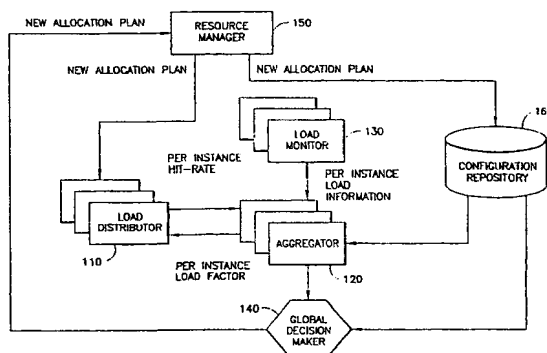 NEW ALLOCATION PLAN
RESOURCE
MANAGER
150
NEW ALLOCATION PLAN
NEW ALLOCATION PLAN
16
LOAD
MONITOR
130
PER INSTANCE
HIT-RATE
PER INSTANCE
LOAD
INFORMATION
CONFIGURATION
REPOSITORY
LOAD
DISTRIBUTOR
110
AGGREGATOR
120
PER INSTANCE
LOAD FACTOR
140
GLOBAL
DECISION
MAKER